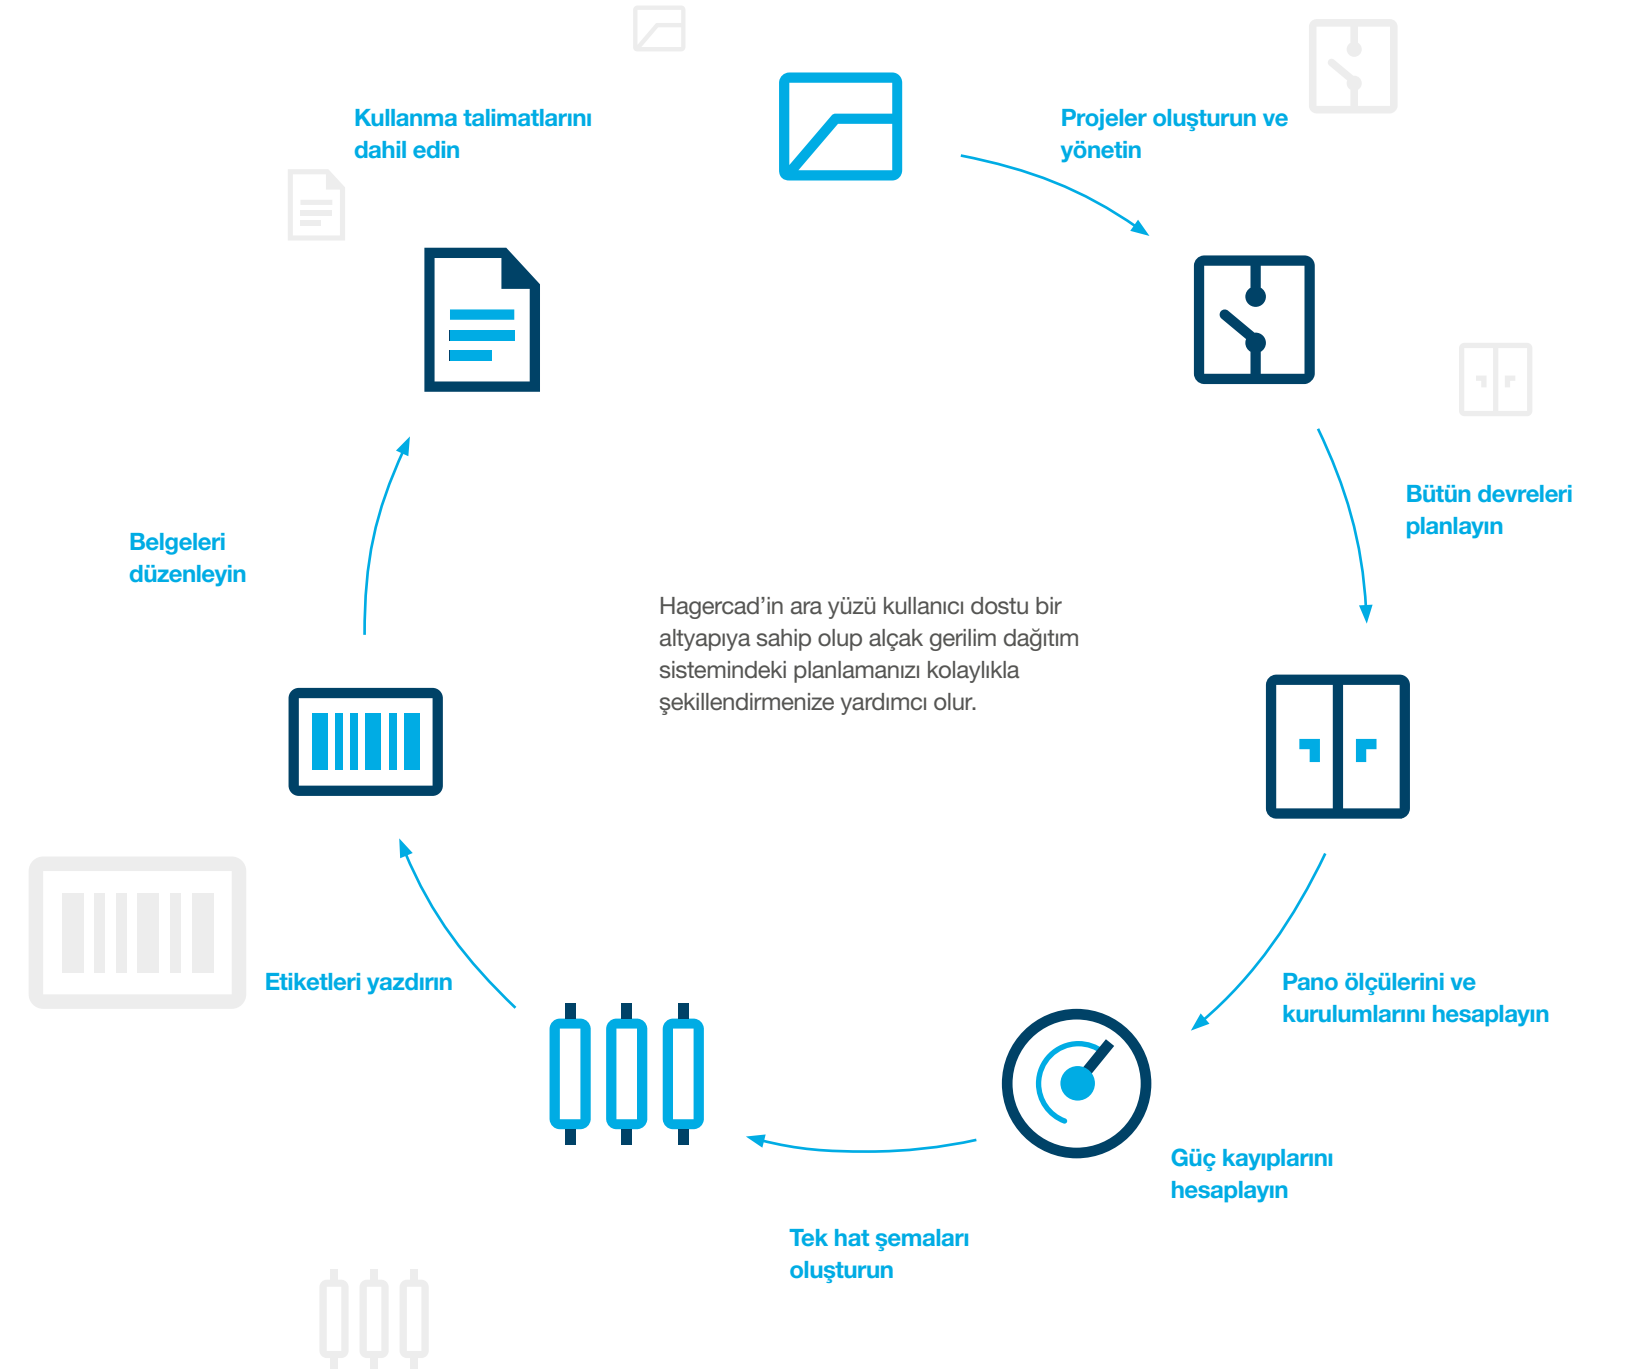 Kullanma talimatlarını
dahil edin
Projeler oluşturun ve
yönetin
Bütün devreleri
planlayın
Belgeleri
düzenleyin
Hagercad’in ara yüzü kullanıcı dostu bir
altyapıya sahip olup alçak gerilim dağıtım
sistemindeki planlamanızı kolaylıkla
şekillendirmenize yardımcı olur.
Etiketleri yazdırın
Pano ölçülerini ve
kurulumlarını hesaplayın
Güç kayıplarını
hesaplayın
Tek hat şemaları
oluşturun